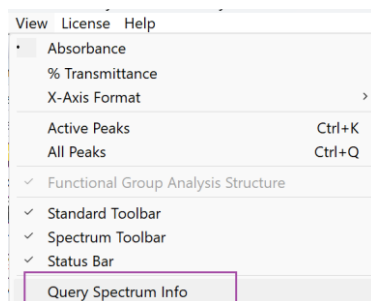 View License Help
Absorbance
% Transmittance
X-Axis Format
Active Peaks Ctrl+K
All Peaks Ctrl+Q
Functional Group Analysis Structure
Standard Toolbar
Spectrum Toolbar
Status Bar
Query Spectrum Info